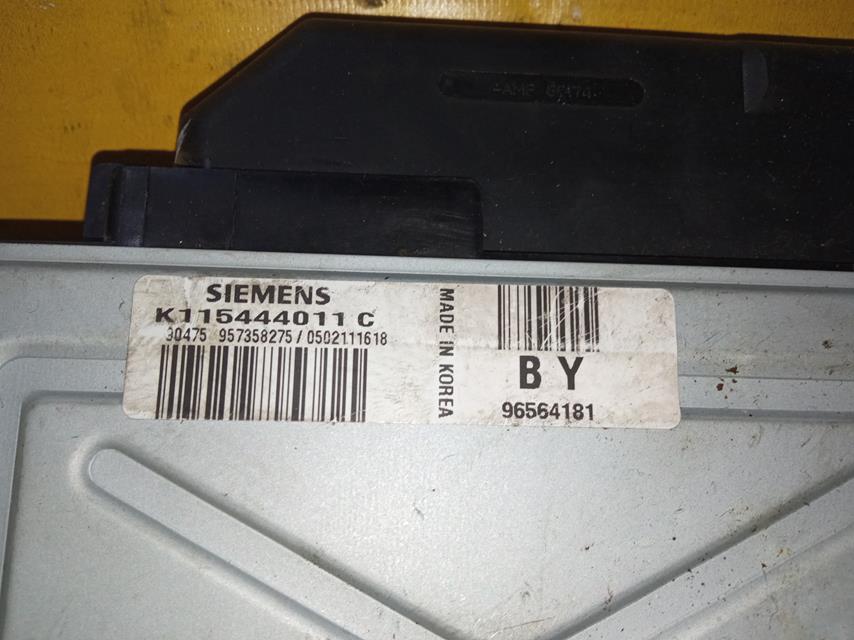 SIEMENS
K115444011 C
30475 957358275 / 0502111618
MADE IN KOREA
B Y
96564181